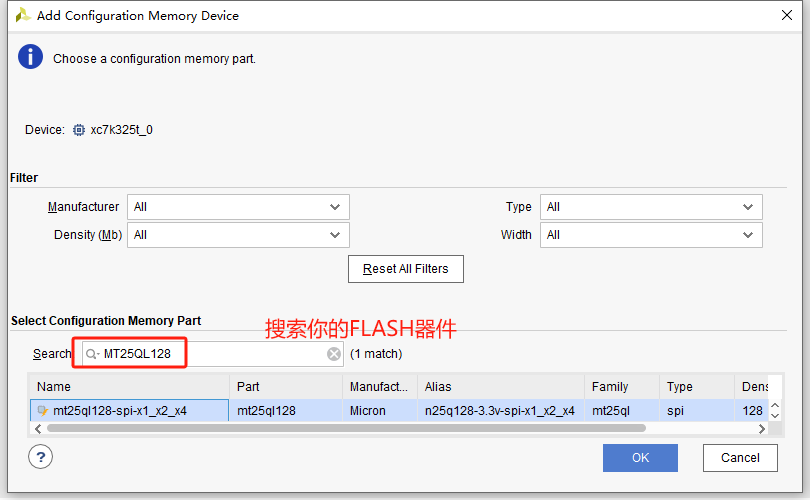 Add Configuration Memory Device
Choose a configuration memory part.
Device: xc7k325t_0
Filter
Manufacturer All Type All
Density (Mb) All Width All
Reset All Filters
Select Configuration Memory Part
搜索你的FLASH器件
Search: MT25QL128 (1 match)
Name Part Manufact... Alias Family Type Dens
mt25ql128-spi-x1_x2_x4 mt25ql128 Micron n25q128-3.3v-spi-x1_x2_x4 mt25ql spi 128
? OK Cancel